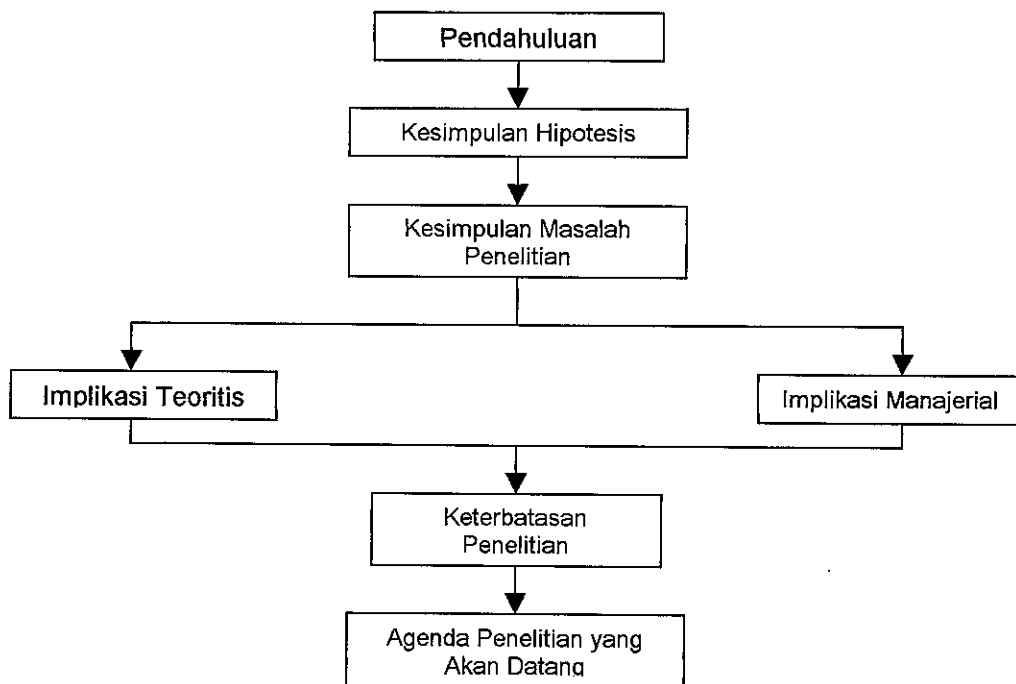 Pendahuluan
Kesimpulan Hipotesis
Kesimpulan Masalah
Penelitian
Implikasi Teoritis
Implikasi Manajerial
Keterbatasan
Penelitian
Agenda Penelitian yang
Akan Datang